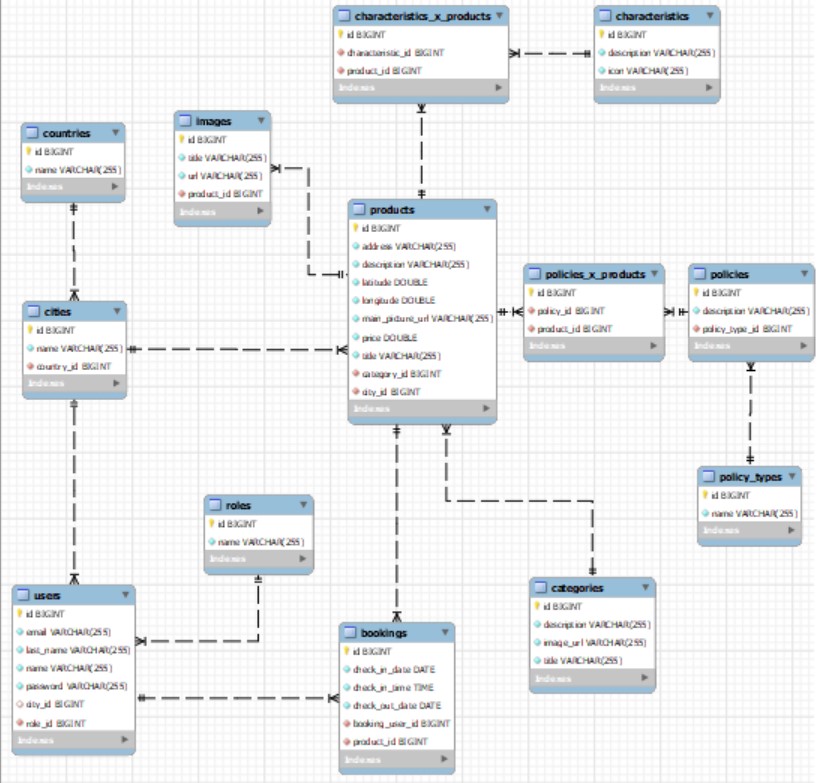 characteristics_x_products
id BIGINT
characteristic_id BIGINT
product_id BIGINT
Indexes
characteristics
id BIGINT
description VARCHAR(255)
icon VARCHAR(255)
Indexes
images
id BIGINT
title VARCHAR(255)
url VARCHAR(255)
product_id BIGINT
Indexes
countries
id BIGINT
name VARCHAR(255)
Indexes
products
id BIGINT
address VARCHAR(255)
description VARCHAR(255)
latitude DOUBLE
longitude DOUBLE
main_picture_url VARCHAR(255)
price DOUBLE
title VARCHAR(255)
category_id BIGINT
city_id BIGINT
Indexes
policies_x_products
id BIGINT
policy_id BIGINT
product_id BIGINT
Indexes
policies
id BIGINT
description VARCHAR(255)
policy_type_id BIGINT
Indexes
cities
id BIGINT
name VARCHAR(255)
country_id BIGINT
Indexes
policy_types
id BIGINT
name VARCHAR(255)
Indexes
roles
id BIGINT
name VARCHAR(255)
Indexes
categories
id BIGINT
description VARCHAR(255)
image_url VARCHAR(255)
title VARCHAR(255)
Indexes
users
id BIGINT
email VARCHAR(255)
last_name VARCHAR(255)
name VARCHAR(255)
password VARCHAR(255)
city_id BIGINT
role_id BIGINT
Indexes
bookings
id BIGINT
check_in_date DATE
check_in_time TIME
check_out_date DATE
booking_user_id BIGINT
product_id BIGINT
Indexes